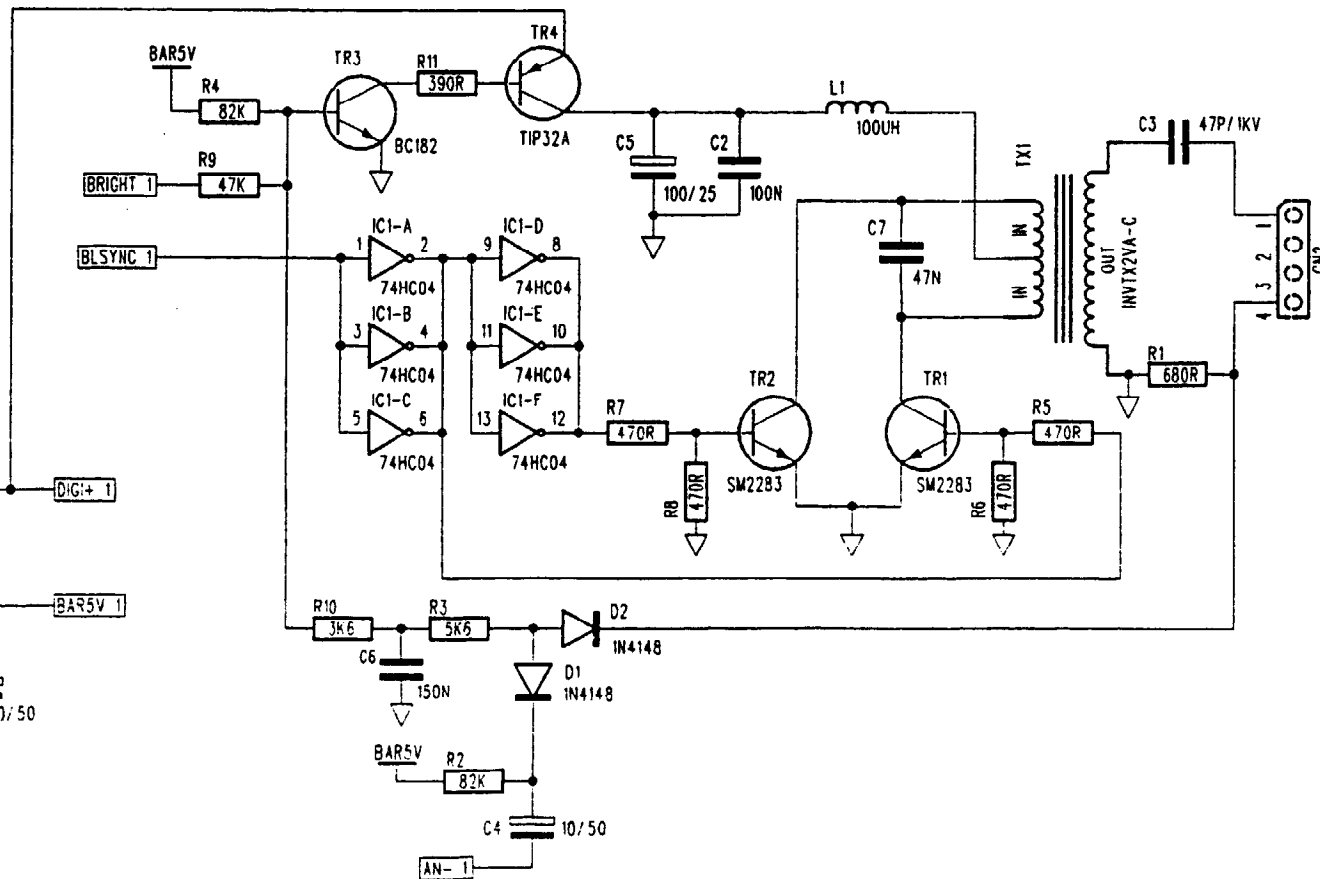 TR4
BAR5V
TR3
R11
390R
R4
82K
TIP32A
BC182
L1
100UH
C5
C2
100/25
100N
TX1
C3
47P/1KV
R9
47K
BRIGHT 1
BLSYNC 1
IC1-A
1
2
74HC04
IC1-D
9
8
74HC04
IC1-B
3
4
74HC04
IC1-E
11
10
74HC04
IC1-C
5
6
74HC04
IC1-F
13
12
74HC04
C7
47N
IN
IN
OUT
INVTX2VA-C
1
2
3
4
CN2
R1
680R
R7
470R
TR2
TR1
R5
470R
R8
470R
SM2283
SM2283
R6
470R
DIGI+ 1
BAR5V 1
R10
3K6
R3
5K6
D2
1N4148
C6
150N
D1
1N4148
0/50
BAR5V
R2
82K
C4
10/50
AN- 1